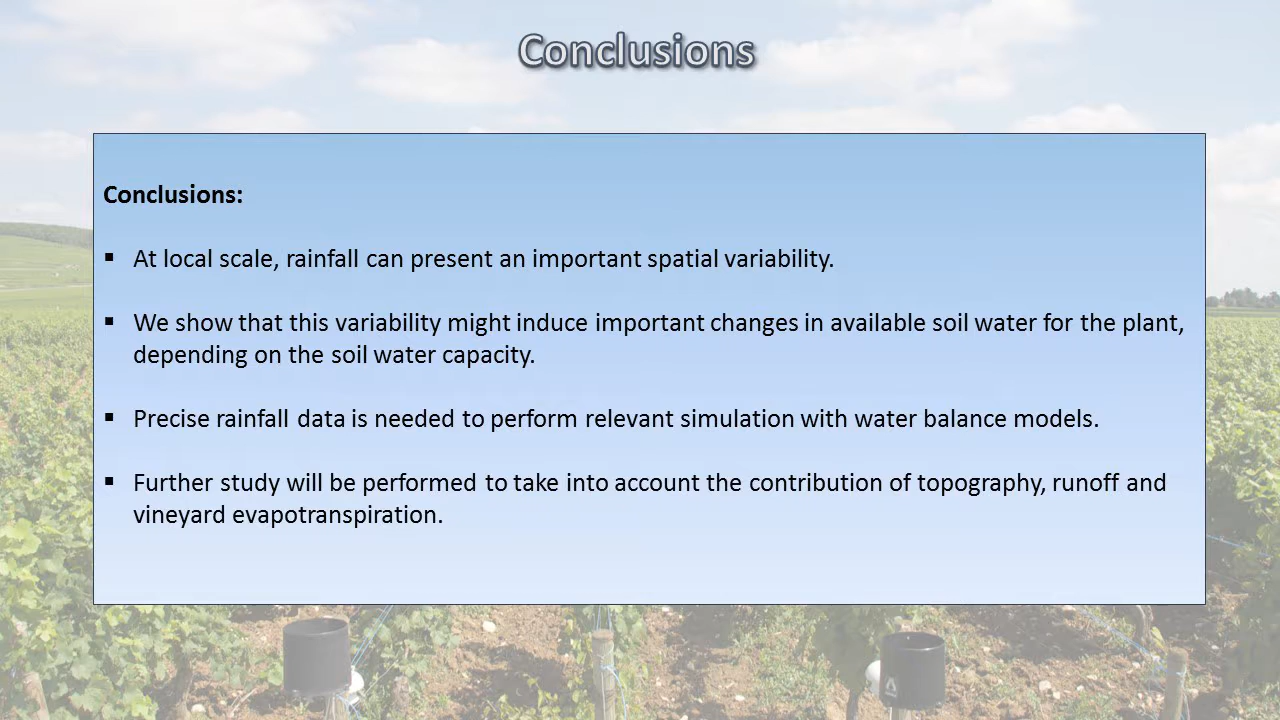 Conclusions
Conclusions:
▪ At local scale, rainfall can present an important spatial variability.
▪ We show that this variability might induce important changes in available soil water for the plant,
depending on the soil water capacity.
▪ Precise rainfall data is needed to perform relevant simulation with water balance models.
▪ Further study will be performed to take into account the contribution of topography, runoff and
vineyard evapotranspiration.